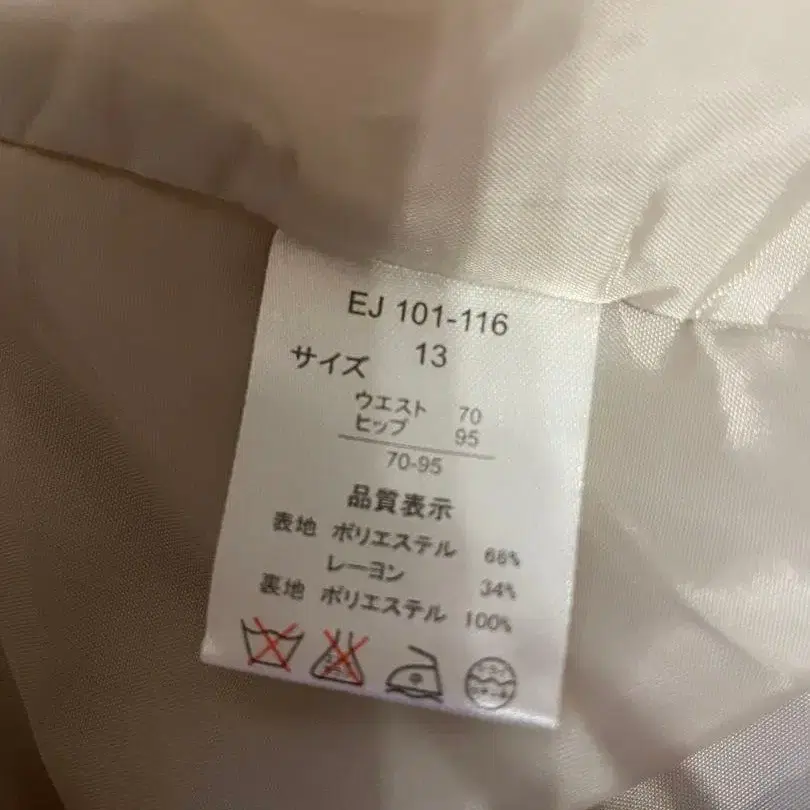 EJ 101-116
サイズ 13
ウエスト 70
ヒップ 95
70-95
品質表示
表地 ポリエステル 66%
レーヨン 34%
裏地 ポリエステル 100%